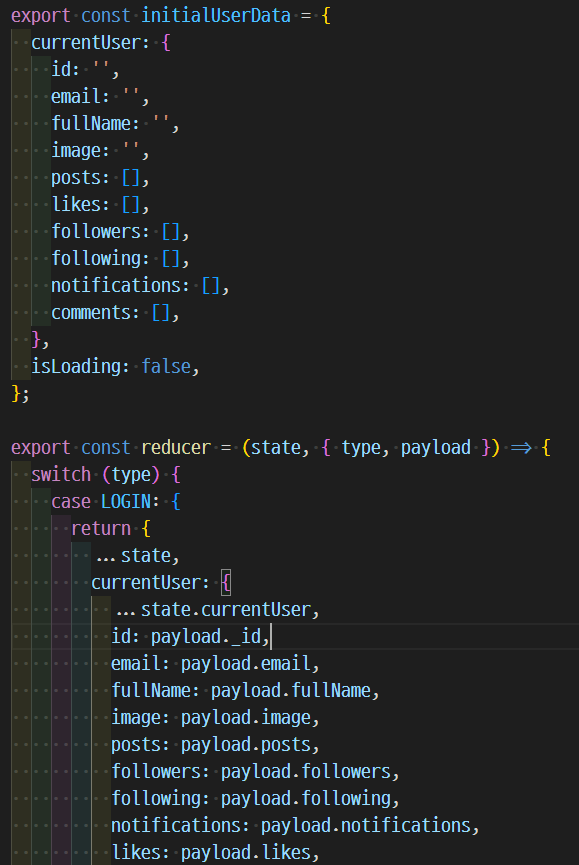 export const initialUserData = {
  currentUser: {
    id: '',
    email: '',
    fullName: '',
    image: '',
    posts: [],
    likes: [],
    followers: [],
    following: [],
    notifications: [],
    comments: [],
  },
  isLoading: false,
};

export const reducer = (state, { type, payload }) => {
  switch (type) {
    case LOGIN: {
      return {
        ...state,
        currentUser: {
          ...state.currentUser,
          id: payload._id,
          email: payload.email,
          fullName: payload.fullName,
          image: payload.image,
          posts: payload.posts,
          followers: payload.followers,
          following: payload.following,
          notifications: payload.notifications,
          likes: payload.likes,